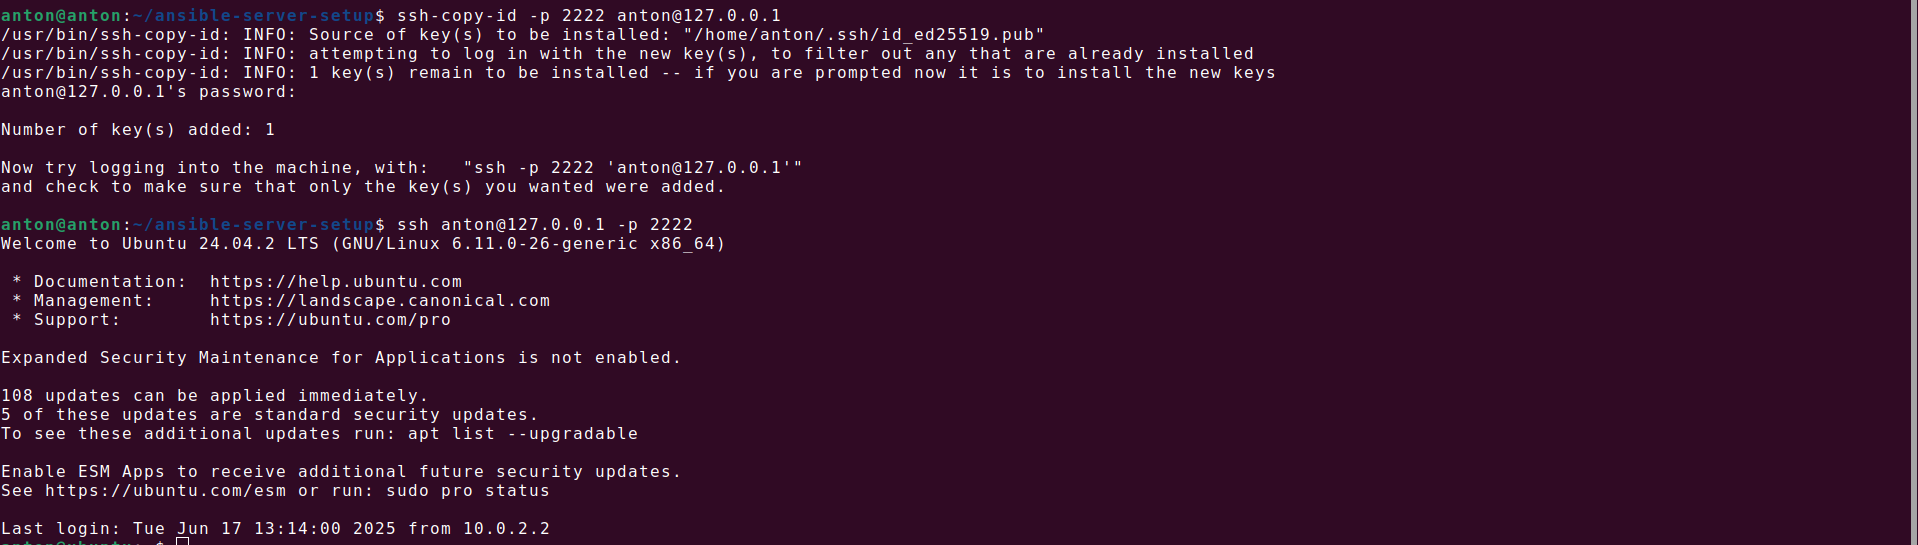 anton@anton:~/ansible-server-setup$ ssh-copy-id -p 2222 anton@127.0.0.1
/usr/bin/ssh-copy-id: INFO: Source of key(s) to be installed: "/home/anton/.ssh/id_ed25519.pub"
/usr/bin/ssh-copy-id: INFO: attempting to log in with the new key(s), to filter out any that are already installed
/usr/bin/ssh-copy-id: INFO: 1 key(s) remain to be installed -- if you are prompted now it is to install the new keys
anton@127.0.0.1's password:
Number of key(s) added: 1
Now try logging into the machine, with:   "ssh -p 2222 'anton@127.0.0.1'"
and check to make sure that only the key(s) you wanted were added.
anton@anton:~/ansible-server-setup$ ssh anton@127.0.0.1 -p 2222
Welcome to Ubuntu 24.04.2 LTS (GNU/Linux 6.11.0-26-generic x86_64)
 * Documentation:  https://help.ubuntu.com
 * Management:     https://landscape.canonical.com
 * Support:        https://ubuntu.com/pro
Expanded Security Maintenance for Applications is not enabled.
108 updates can be applied immediately.
5 of these updates are standard security updates.
To see these additional updates run: apt list --upgradable
Enable ESM Apps to receive additional future security updates.
See https://ubuntu.com/esm or run: sudo pro status
Last login: Tue Jun 17 13:14:00 2025 from 10.0.2.2